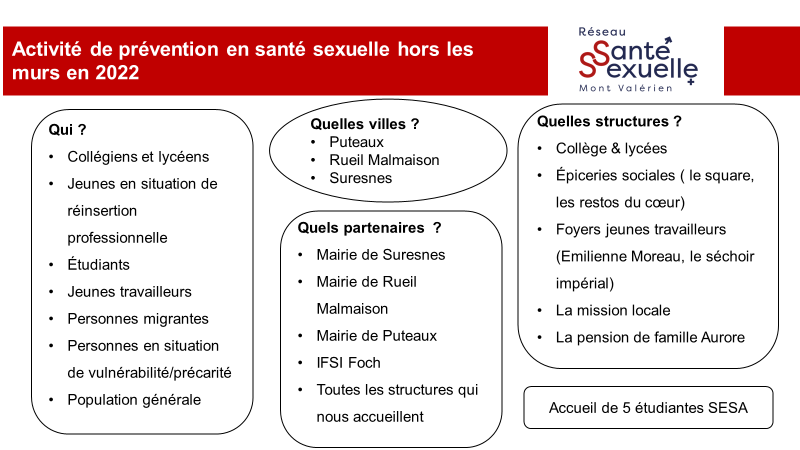 Activité de prévention en santé sexuelle hors les
murs en 2022
Réseau
Santé
Sexuelle
Mont Valérien
Qui ?
• Collégiens et lycéens
• Jeunes en situation de
réinsertion
professionnelle
• Étudiants
• Jeunes travailleurs
• Personnes migrantes
• Personnes en situation
de vulnérabilité/précarité
• Population générale
Quelles villes ?
• Puteaux
• Rueil Malmaison
• Suresnes
Quels partenaires ?
• Mairie de Suresnes
• Mairie de Rueil
Malmaison
• Mairie de Puteaux
• IFSI Foch
• Toutes les structures qui
nous accueillent
Quelles structures ?
• Collège & lycées
• Épiceries sociales ( le square,
les restos du cœur)
• Foyers jeunes travailleurs
(Emilienne Moreau, le séchoir
impérial)
• La mission locale
• La pension de famille Aurore
Accueil de 5 étudiantes SESA